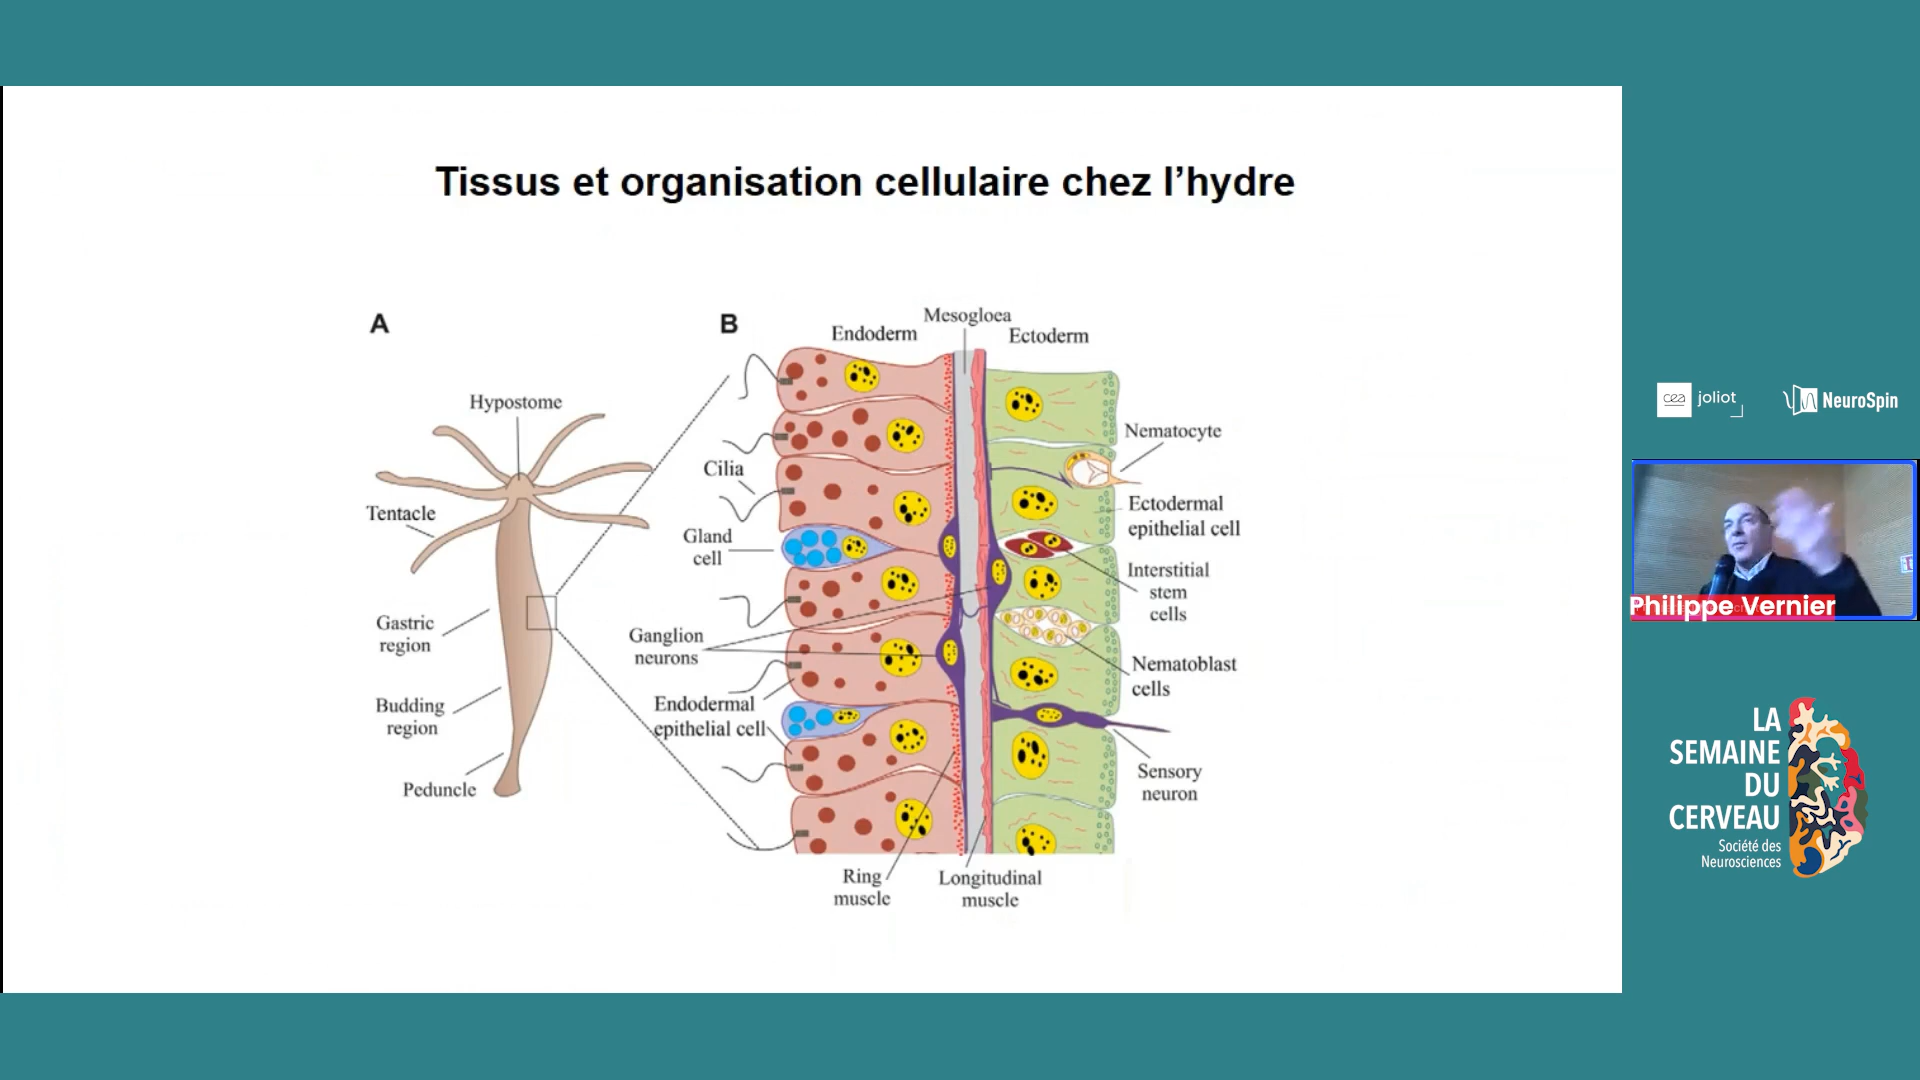 Tissus et organisation cellulaire chez l'hydre
A
Hypostome
Tentacle
Gastric
region
Budding
region
Peduncle
B
Endoderm
Mesogloea
Ectoderm
Cilia
Gland
cell
Ganglion
neurons
Endodermal
epithelial cell
Nematocyte
Ectodermal
epithelial cell
Interstitial
stem
cells
Nematoblast
cells
Sensory
neuron
Ring
muscle
Longitudinal
muscle
cea joliot
NeuroSpin
Philippe Vernier
LA
SEMAINE
DU
CERVEAU
Société des
Neurosciences